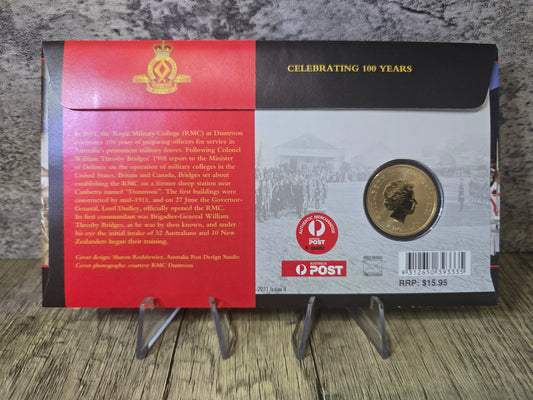 CELEBRATING 100 YEARS
In 2011, the Royal Military College (RMC) at Duntroon
celebrates 100 years of preparing officers for service in
Australia's permanent military forces. Following Colonel
William Throsby Bridges' 1908 report to the Minister
of Defence on the operation of military colleges in the
United States, Britain and Canada, Bridges set about
establishing the RMC on a former sheep station near
Canberra named "Duntroon". The first buildings were
constructed by mid-1911, and on 27 June the Governor-
General, Lord Dudley, officially opened the RMC.
Its first commandant was Brigadier-General William
Throsby Bridges, as he was by then known, and under
his eye the initial intake of 32 Australians and 10 New
Zealanders began their training.
Cover design: Sharon Rodziewicz, Australia Post Design Studio
Cover photographs: courtesy RMC Duntroon
AUTHENTIC MERCHANDISE
POST
AUSTRALIA
POST
2011 Issue
9 312650 393335
RRP: $15.95